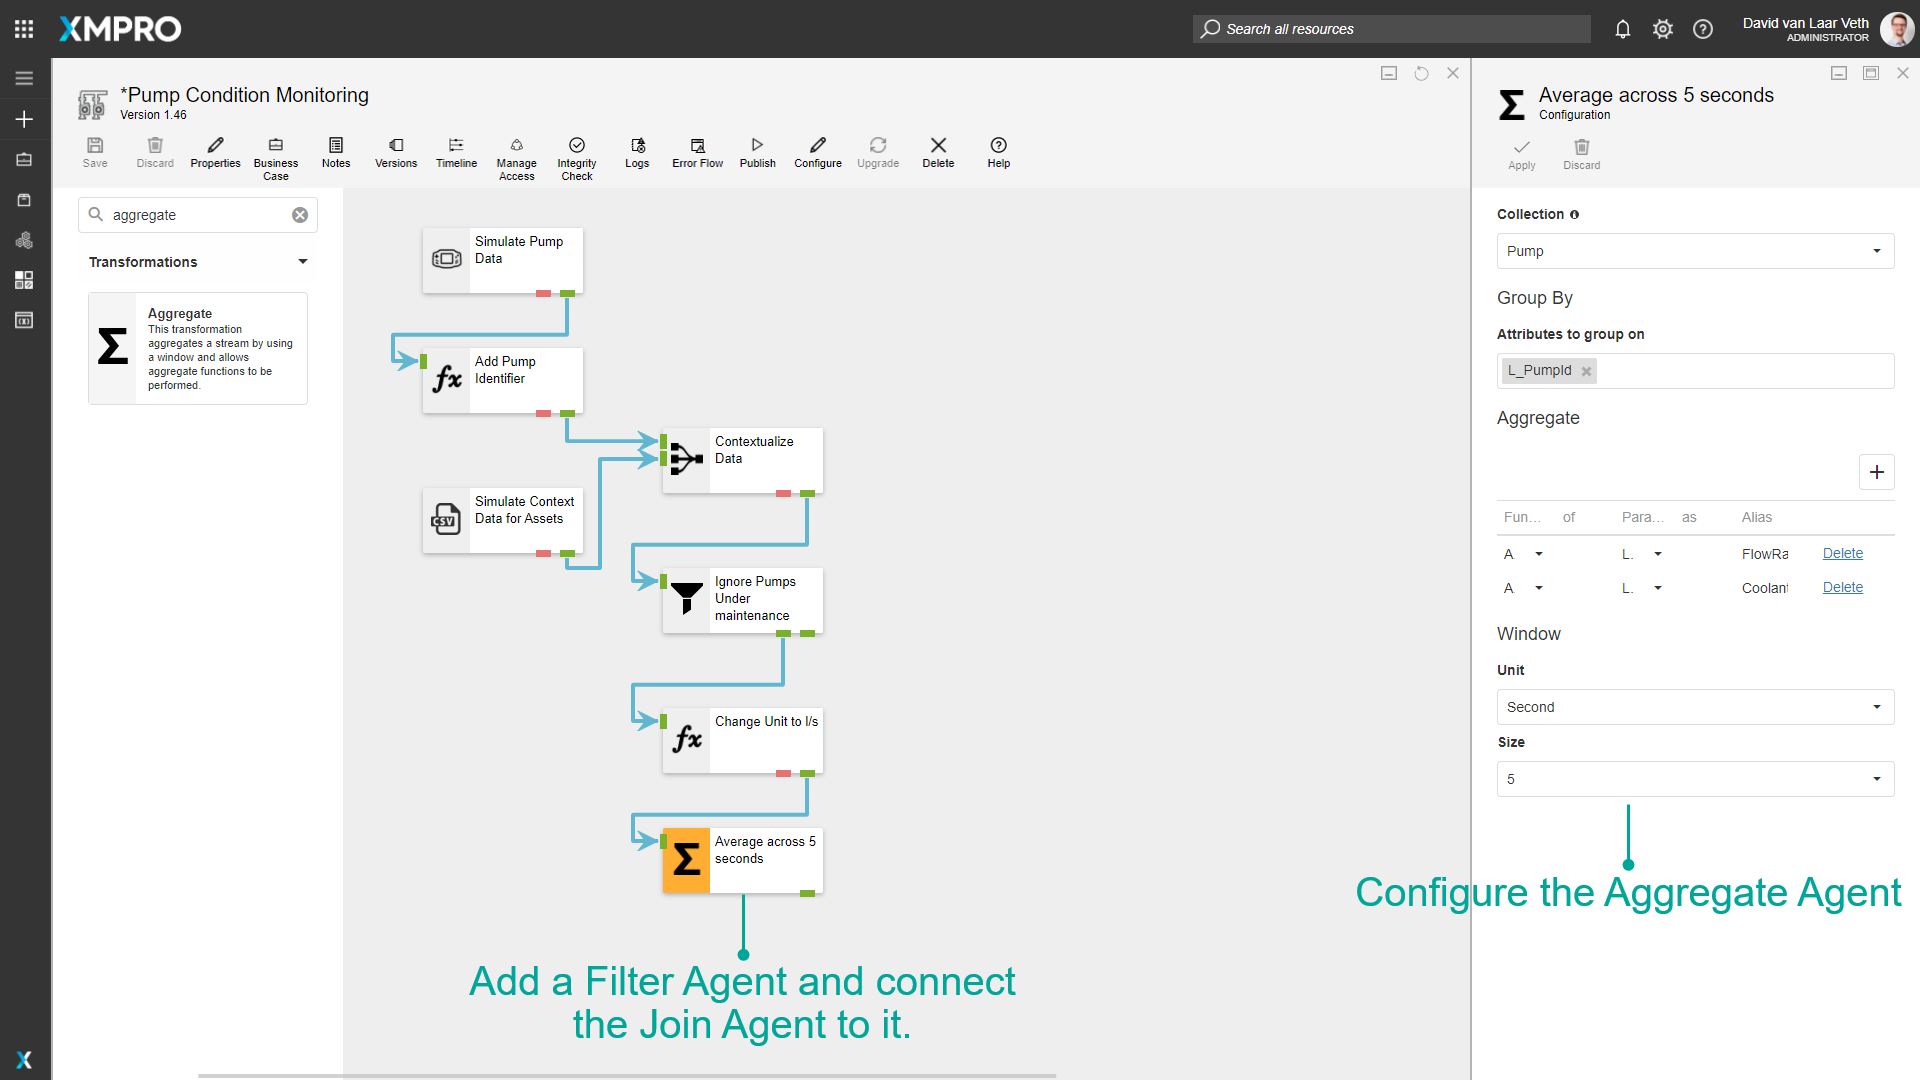 XMPRO
Search all resources
David van Laar Veth
ADMINISTRATOR
*Pump Condition Monitoring
Version 1.46
Save
Discard
Properties
Business
Case
Notes
Versions
Timeline
Manage
Access
Integrity
Check
Logs
Error Flow
Publish
Configure
Upgrade
Delete
Help
aggregate
Transformations
Aggregate
This transformation
aggregates a stream by using
a window and allows
aggregate functions to be
performed.
Simulate Pump
Data
Add Pump
Identifier
Contextualize
Data
Simulate Context
Data for Assets
CSV
Ignore Pumps
Under
maintenance
Change Unit to l/s
Average across 5
seconds
Add a Filter Agent and connect
the Join Agent to it.
Average across 5 seconds
Configuration
Apply
Discard
Collection
Pump
Group By
Attributes to group on
L_PumpId
Aggregate
Fun... of Para... as Alias
A. L. FlowRa Delete
A. L. Coolant Delete
Window
Unit
Second
Size
5
Configure the Aggregate Agent